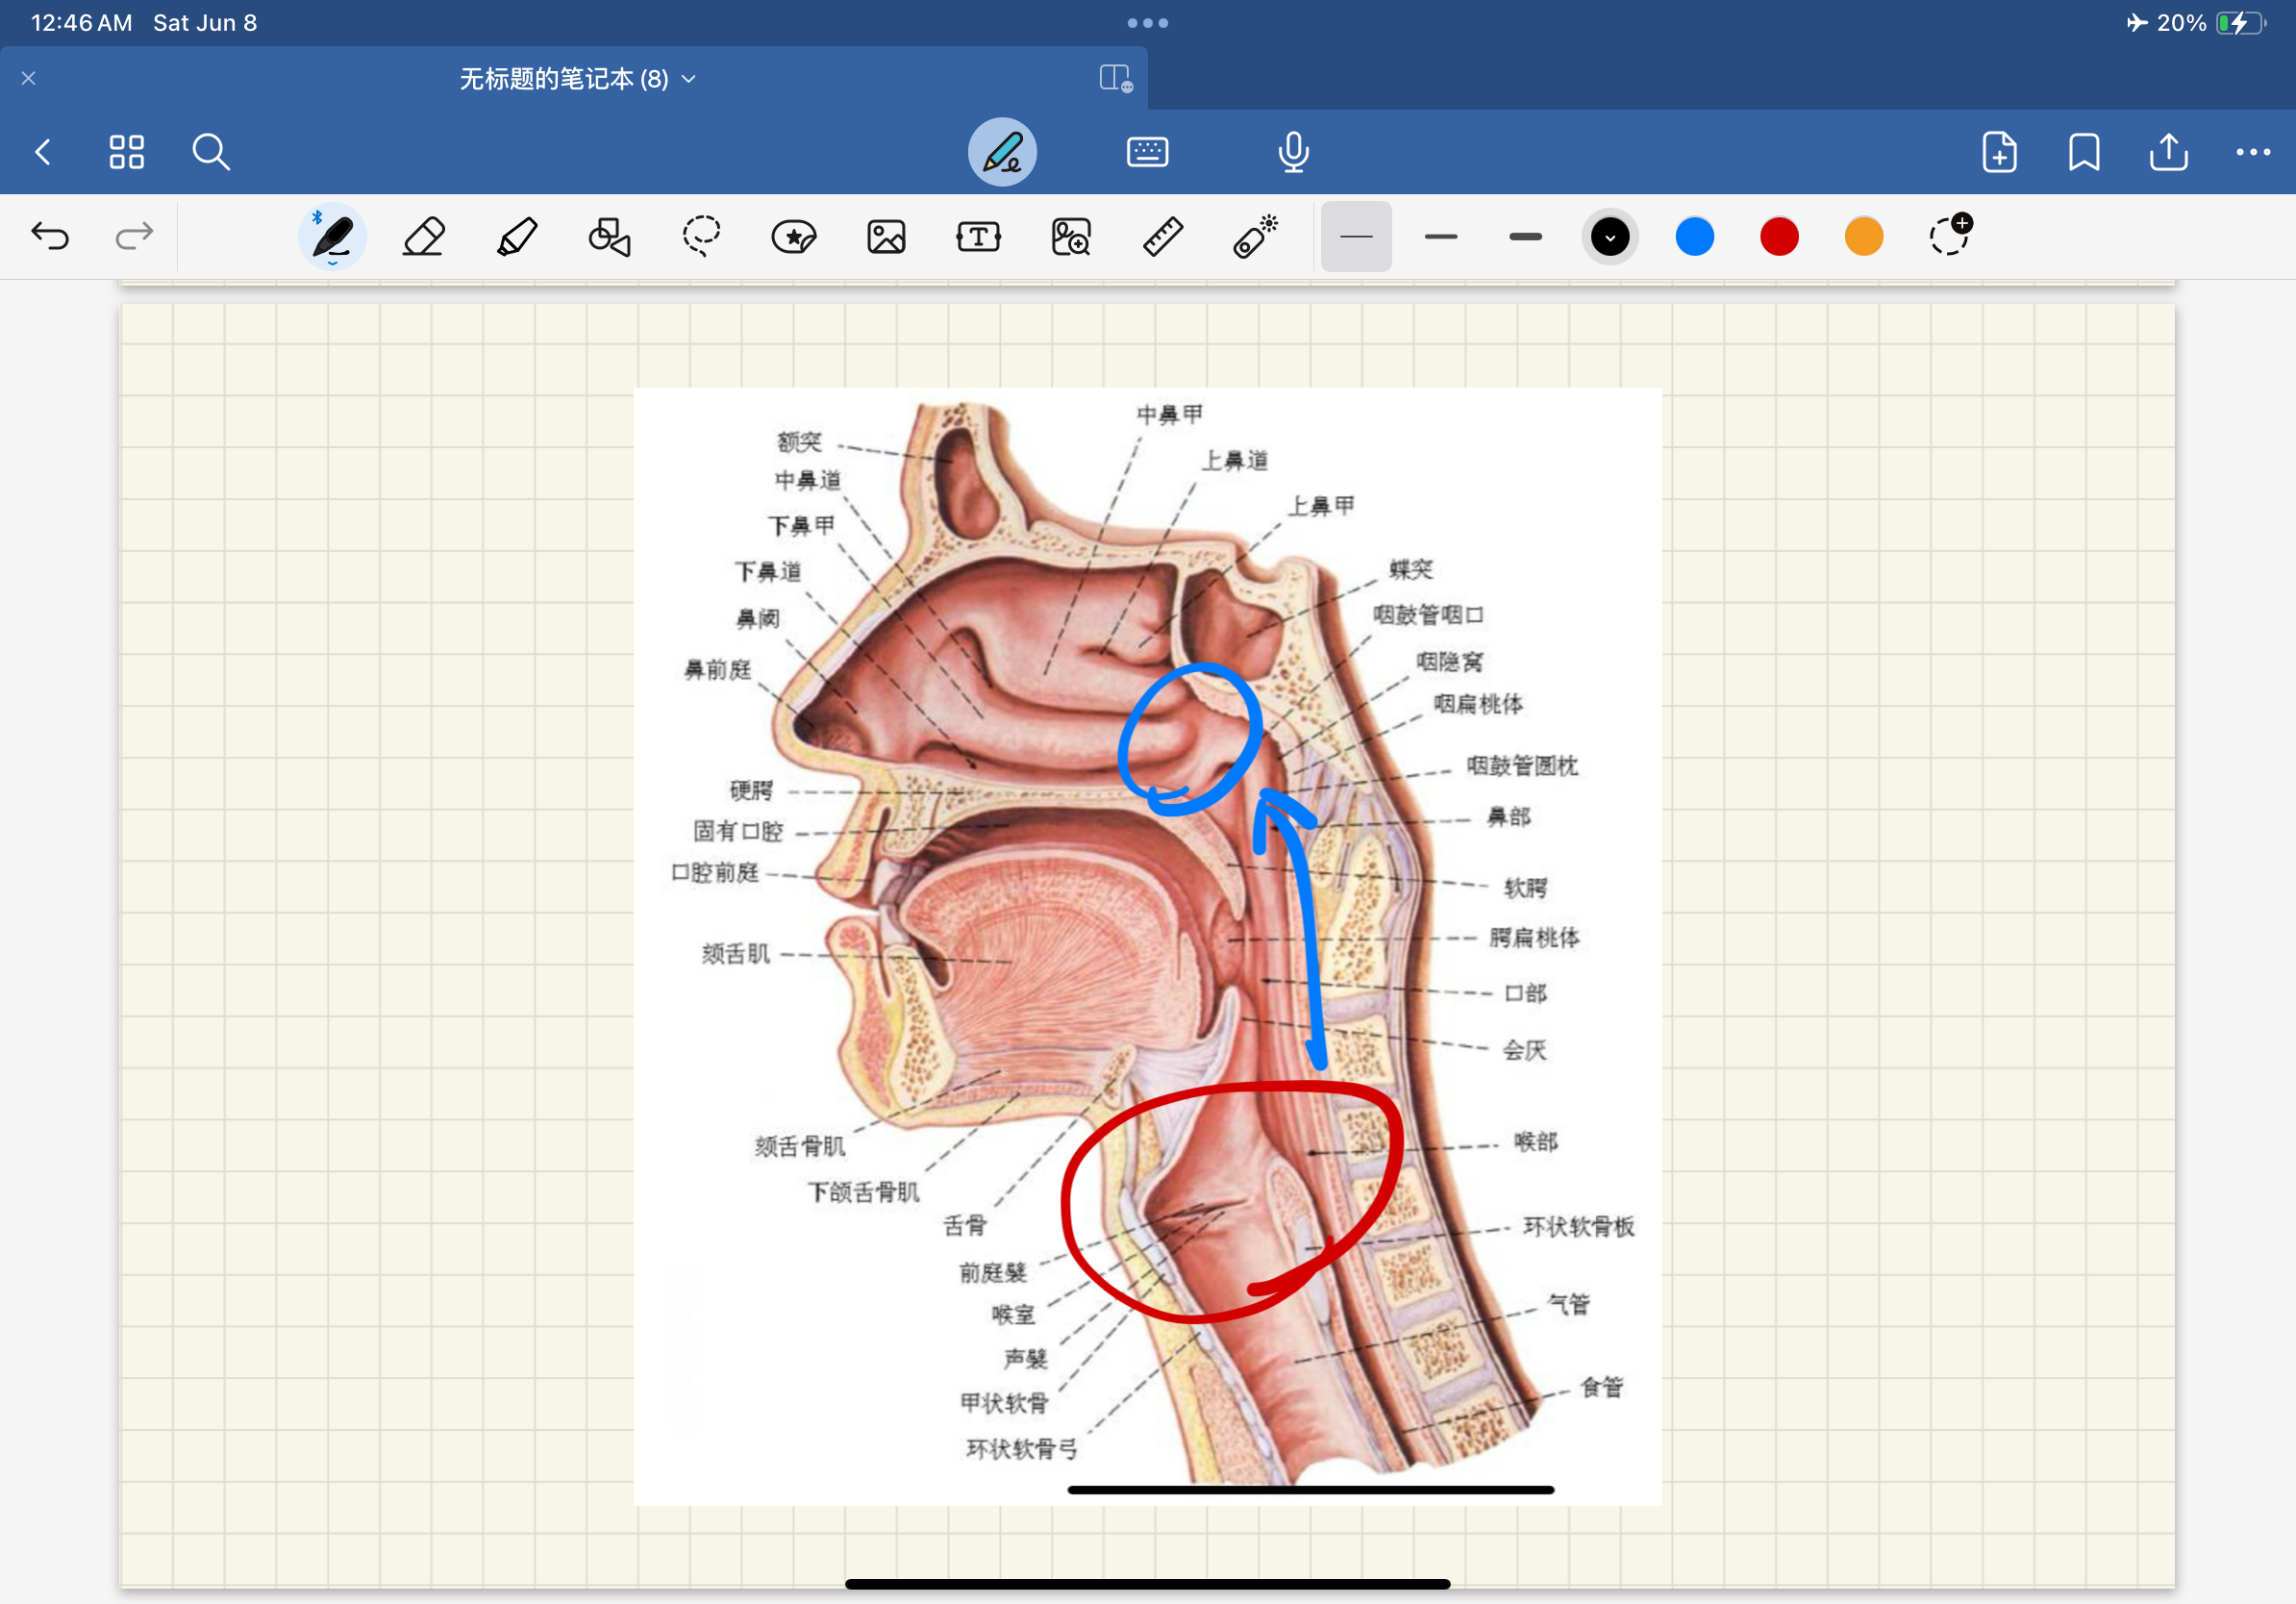 12:46 AM Sat Jun 8
20%
无标题的笔记本 (8)
中鼻甲
额突
上鼻道
中鼻道
上鼻甲
下鼻甲
下鼻道
蝶突
鼻阈
咽鼓管咽口
鼻前庭
咽隐窝
咽扁桃体
咽鼓管圆枕
硬腭
鼻部
固有口腔
口腔前庭
软腭
腭扁桃体
颏舌肌
口部
会厌
颏舌骨肌
喉部
下颌舌骨肌
舌骨
环状软骨板
前庭襞
气管
喉室
声襞
食管
甲状软骨
环状软骨弓